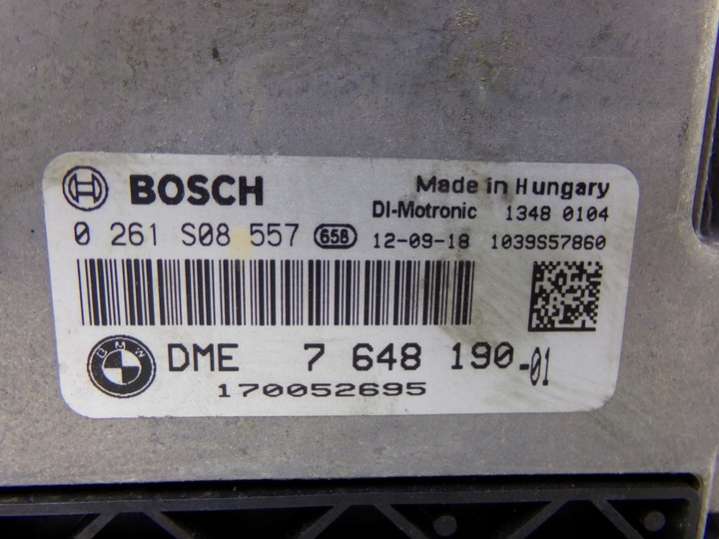 BOSCH
Made in Hungary
DI-Motronic 1348 0104
0 261 S08 557 658 12-09-18 1039S57860
BMW DME 7 648 190-01
170052695